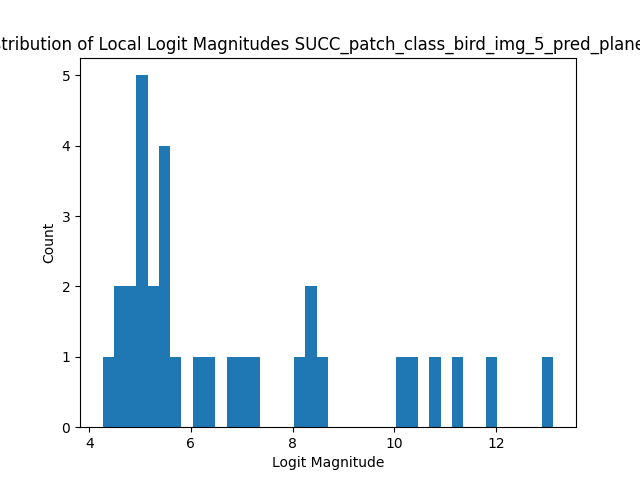 tribution of Local Logit Magnitudes SUCC_patch_class_bird_img_5_pred_plane
5
4
3
2
1
0
Count
4 6 8 10 12
Logit Magnitude